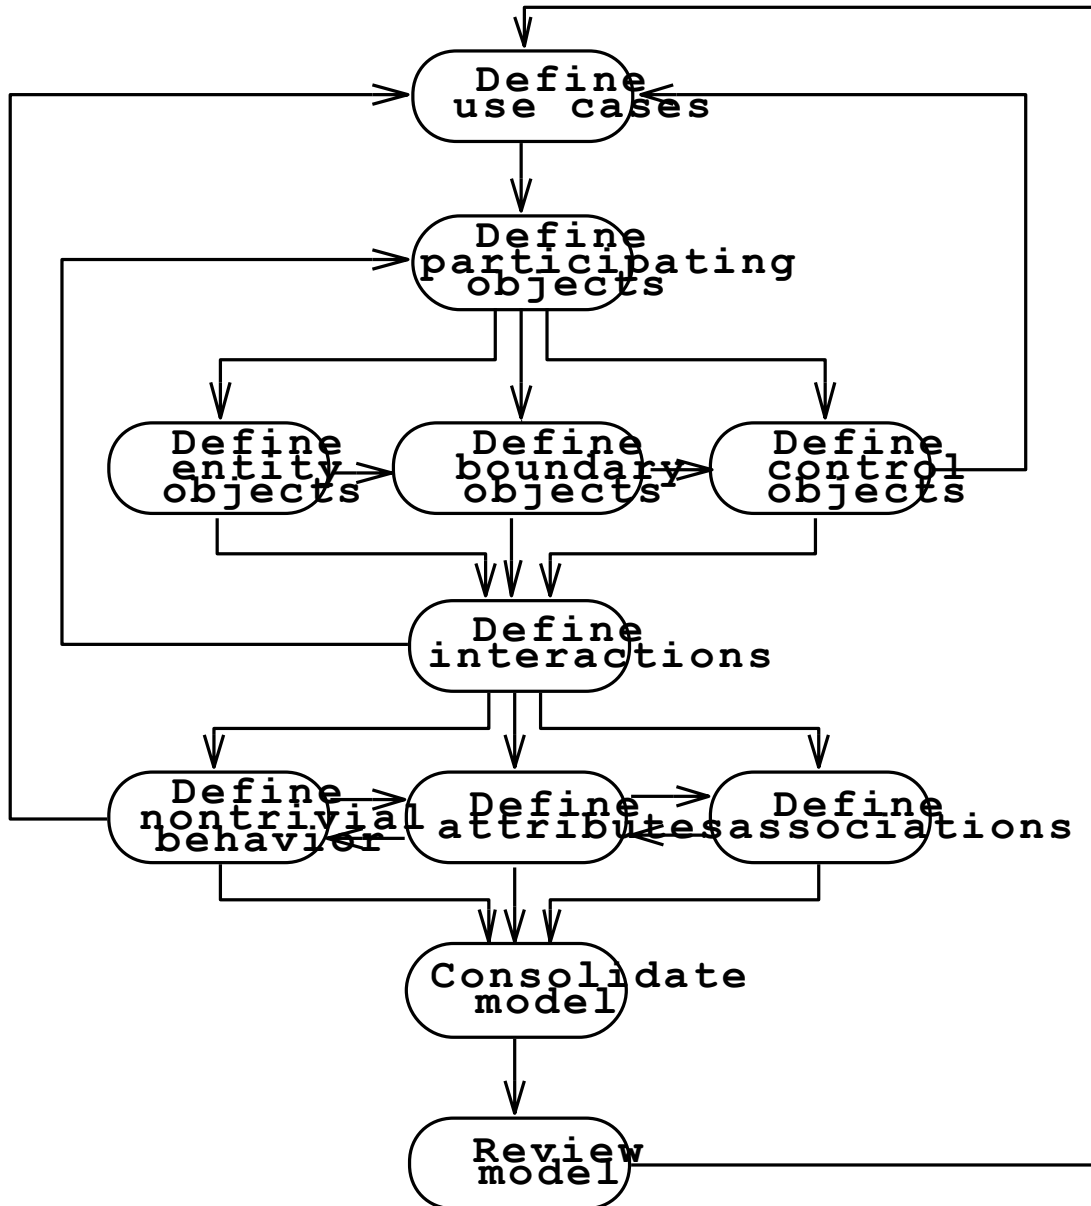 Define
use cases
Define
participating
objects
Define
entity
objects
Define
boundary
objects
Define
control
objects
Define
interactions
Define
nontrivial
behavior
Define
attributes
Define
associations
Consolidate
model
Review
model